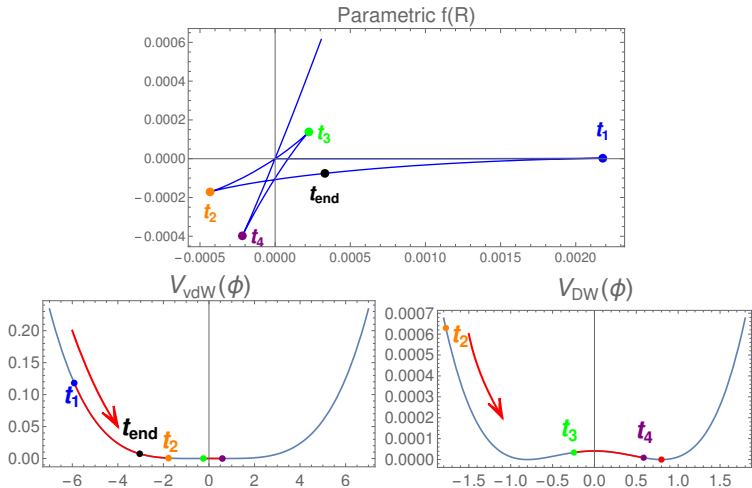 Parametric f(R)
0.0006
0.0004
0.0002
0.0000
−0.0002
−0.0004
t1
t3
tend
t2
t4
−0.0005 0.0000 0.0005 0.0010 0.0015 0.0020
VvdW(ϕ)
0.20
0.15
0.10
0.05
0.00
t1
tend
t2
−6 −4 −2 0 2 4 6
VDW(ϕ)
0.0007
0.0006
0.0005
0.0004
0.0003
0.0002
0.0001
0.0000
t2
t3
t4
−1.5 −1.0 −0.5 0.0 0.5 1.0 1.5